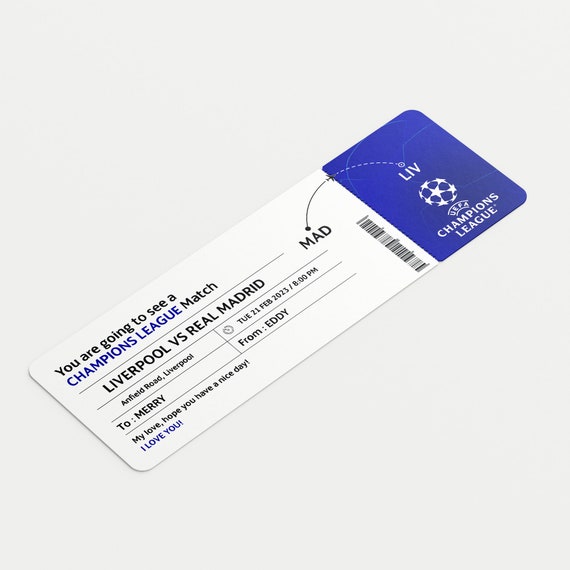 You are going to see a
CHAMPIONS LEAGUE Match
LIVERPOOL VS REAL MADRID
Anfield Road, Liverpool
TUE 21 FEB 2023 / 8:00 PM
To : MERRY
From : EDDY
My love, hope you have a nice day!
I LOVE YOU!
MAD
LIV
UEFA
CHAMPIONS
LEAGUE